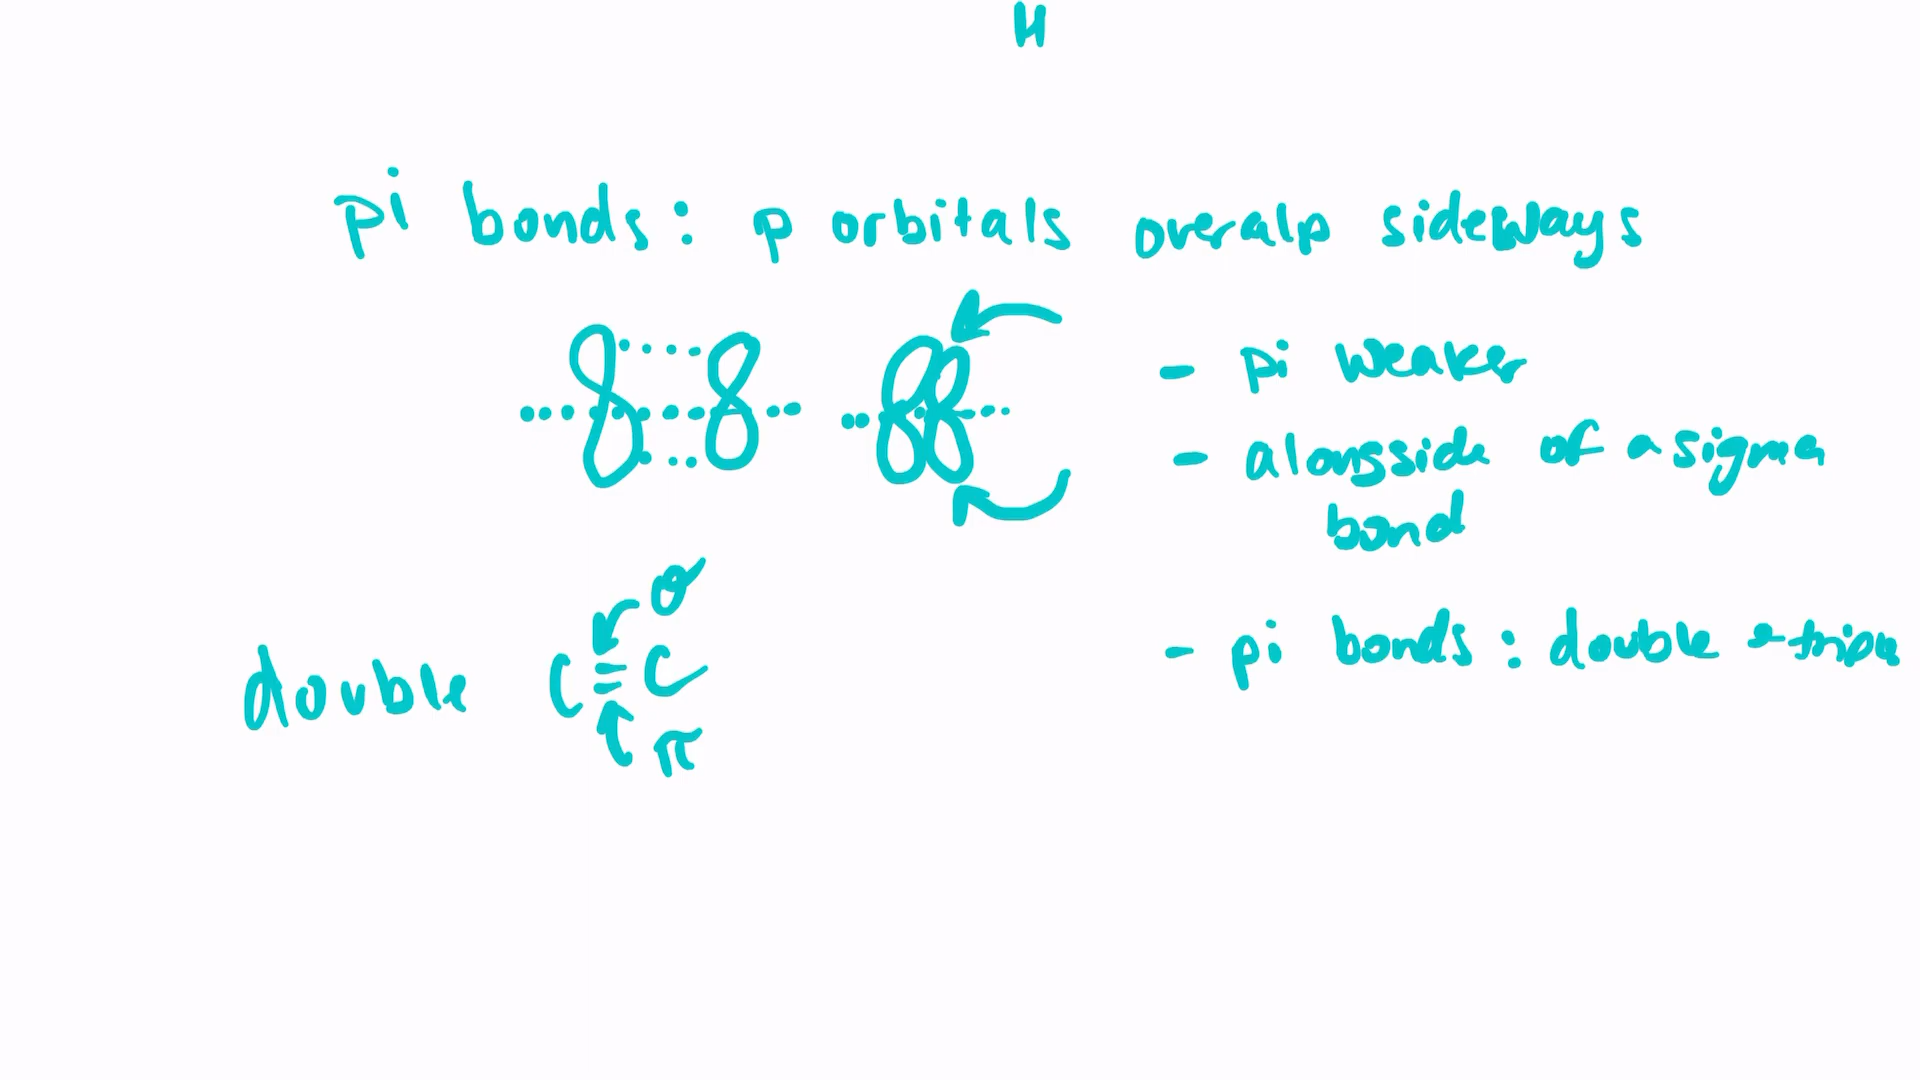 H
pi bonds: p orbitals overalp sideways
- pi weaker
- alongside of a sigma
bond
σ
double C = C
π
- pi bonds: double + triple